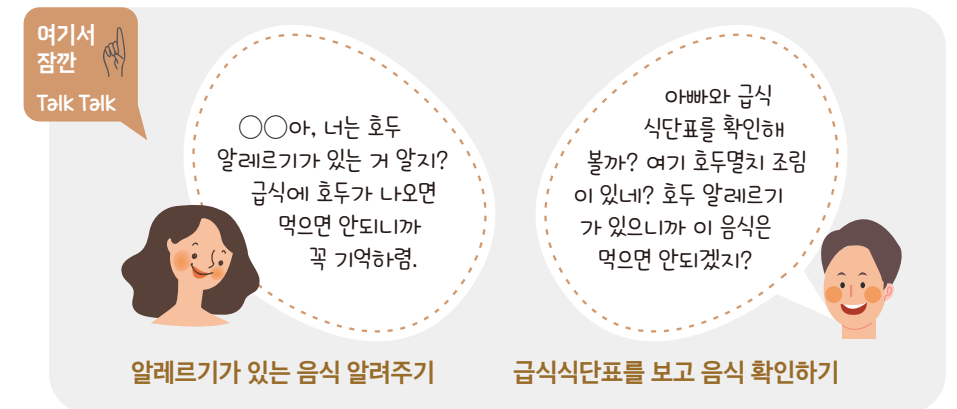 여기서
잠깐
Talk Talk
◯◯아, 너는 호두
알레르기가 있는 거 알지?
급식에 호두가 나오면
먹으면 안되니까
꼭 기억하렴.
아빠와 급식
식단표를 확인해
볼까? 여기 호두멸치 조림
이 있네? 호두 알레르기
가 있으니까 이 음식은
먹으면 안되겠지?
알레르기가 있는 음식 알려주기
급식식단표를 보고 음식 확인하기